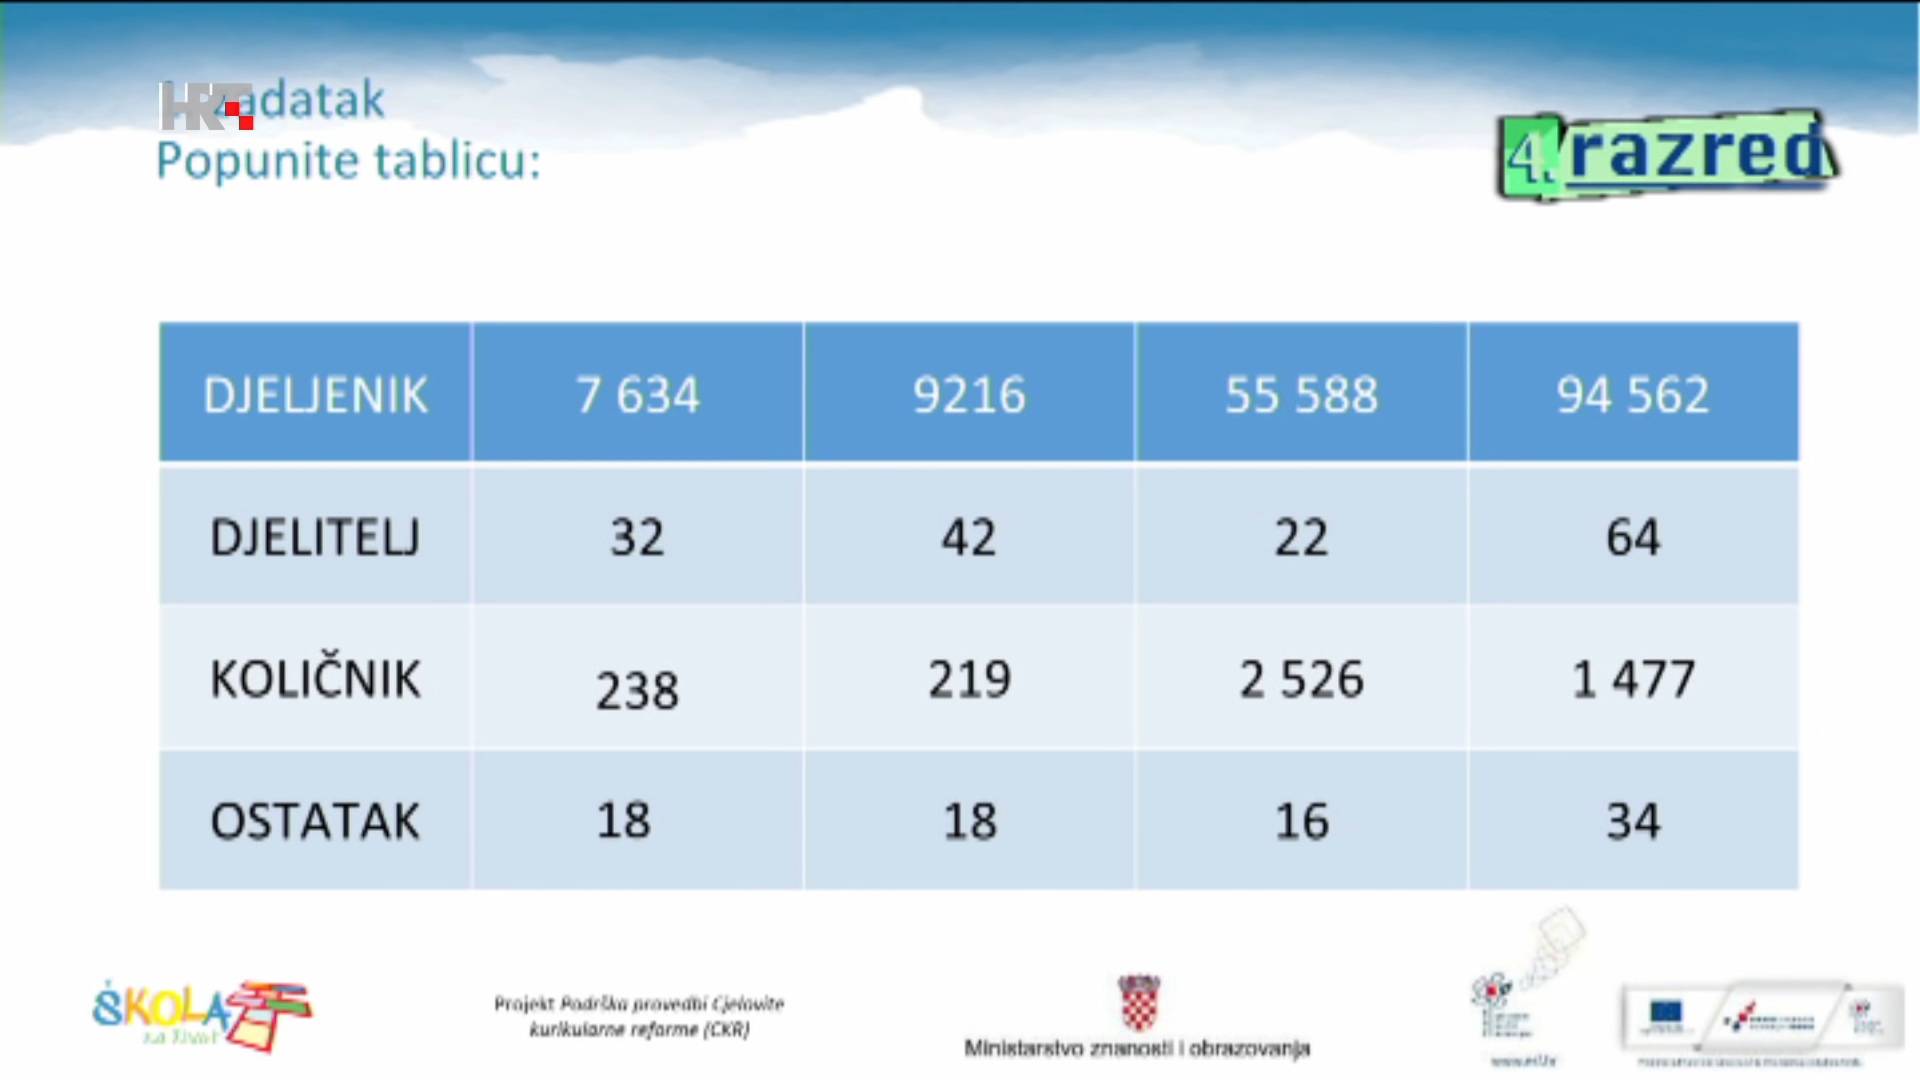 HRT
zadatak
Popunite tablicu:
4. razred
DJELJENIK 7 634 9216 55 588 94 562
DJELITELJ 32 42 22 64
KOLIČNIK 238 219 2 526 1 477
OSTATAK 18 18 16 34
ŠKOLA
za život
Projekt Podrška provedbi Cjelovite
kurikularne reforme (CKR)
Ministarstvo znanosti i obrazovanja